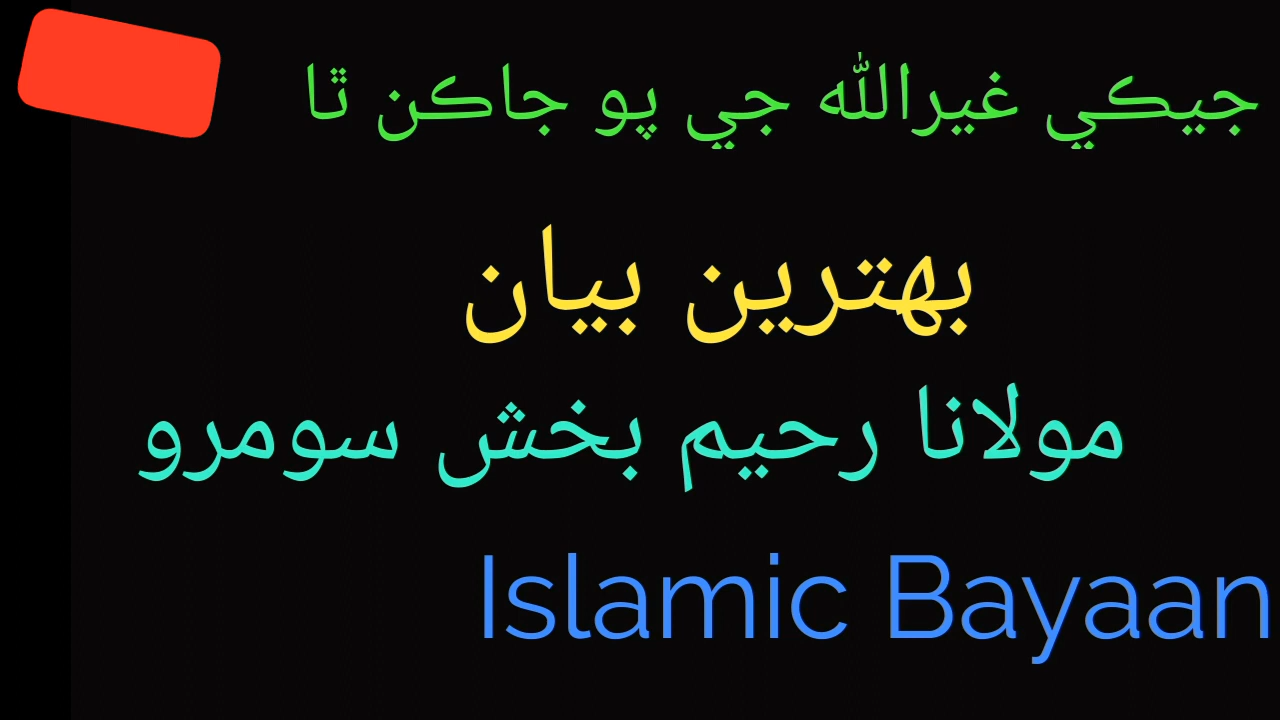 جيڪي غيرالله جي پو جاڪن ٿا
بهترين بيان
مولانا رحيم بخش سومرو
Islamic Bayaan